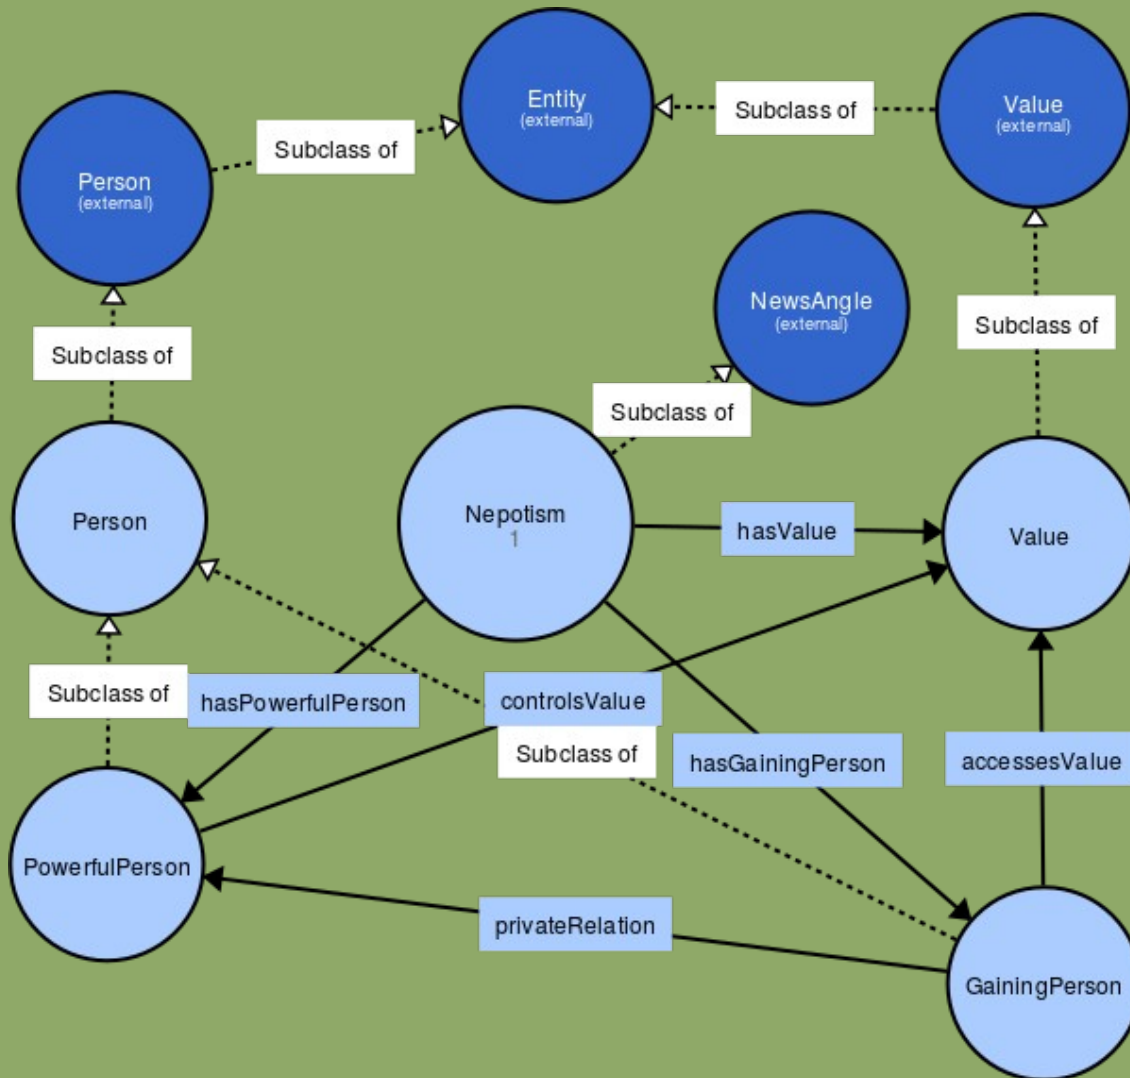 Entity
(external)
Subclass of
Value
(external)
Subclass of
Person
(external)
NewsAngle
(external)
Subclass of
Subclass of
Subclass of
Person
Nepotism
1
hasValue
Value
Subclass of
hasPowerfulPerson
controlsValue
Subclass of
hasGainingPerson
accessesValue
PowerfulPerson
privateRelation
GainingPerson